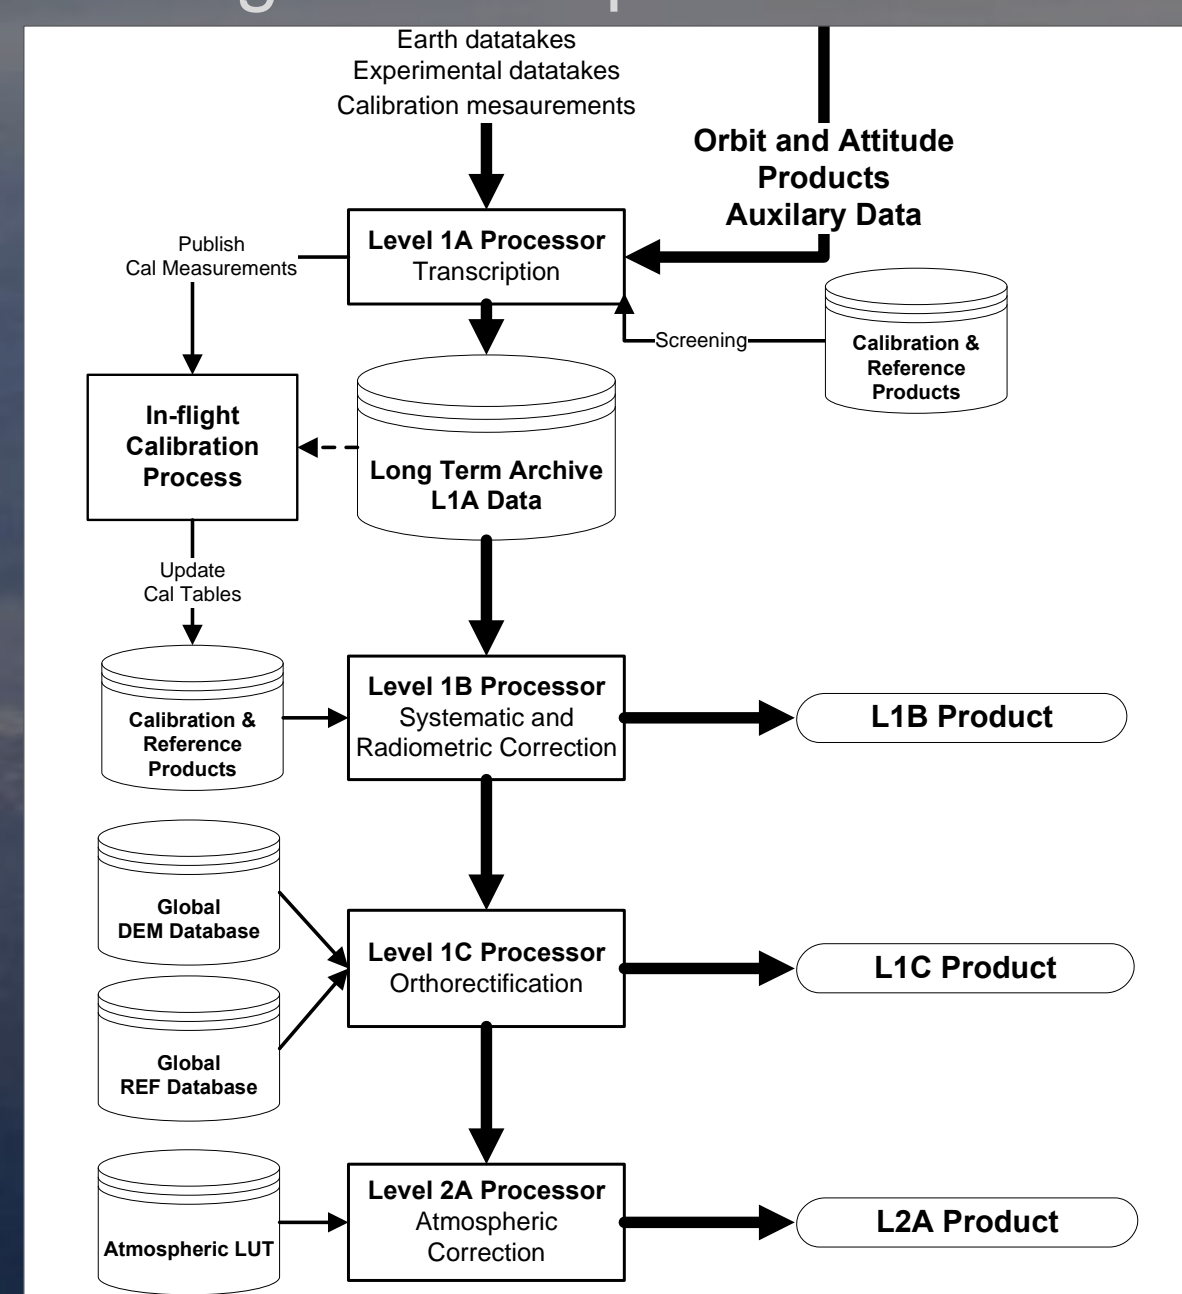 Earth datatakes
Experimental datatakes
Calibration mesaurements
Orbit and Attitude
Products
Auxilary Data
Level 1A Processor
Transcription
Publish
Cal Measurements
Screening
Calibration &
Reference
Products
In-flight
Calibration
Process
Long Term Archive
L1A Data
Update
Cal Tables
Calibration &
Reference
Products
Level 1B Processor
Systematic and
Radiometric Correction
L1B Product
Global
DEM Database
Level 1C Processor
Orthorectification
L1C Product
Global
REF Database
Atmospheric LUT
Level 2A Processor
Atmospheric
Correction
L2A Product